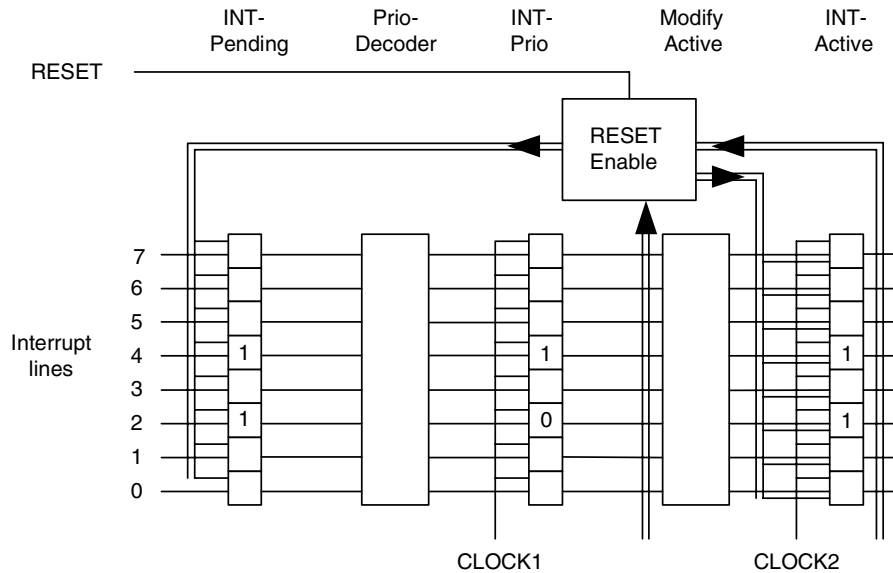 INT-
Pending
Prio-
Decoder
INT-
Prio
Modify
Active
INT-
Active
RESET
RESET
Enable
7
6
5
Interrupt
lines
4
1
1
1
3
2
1
0
1
1
0
CLOCK1
CLOCK2